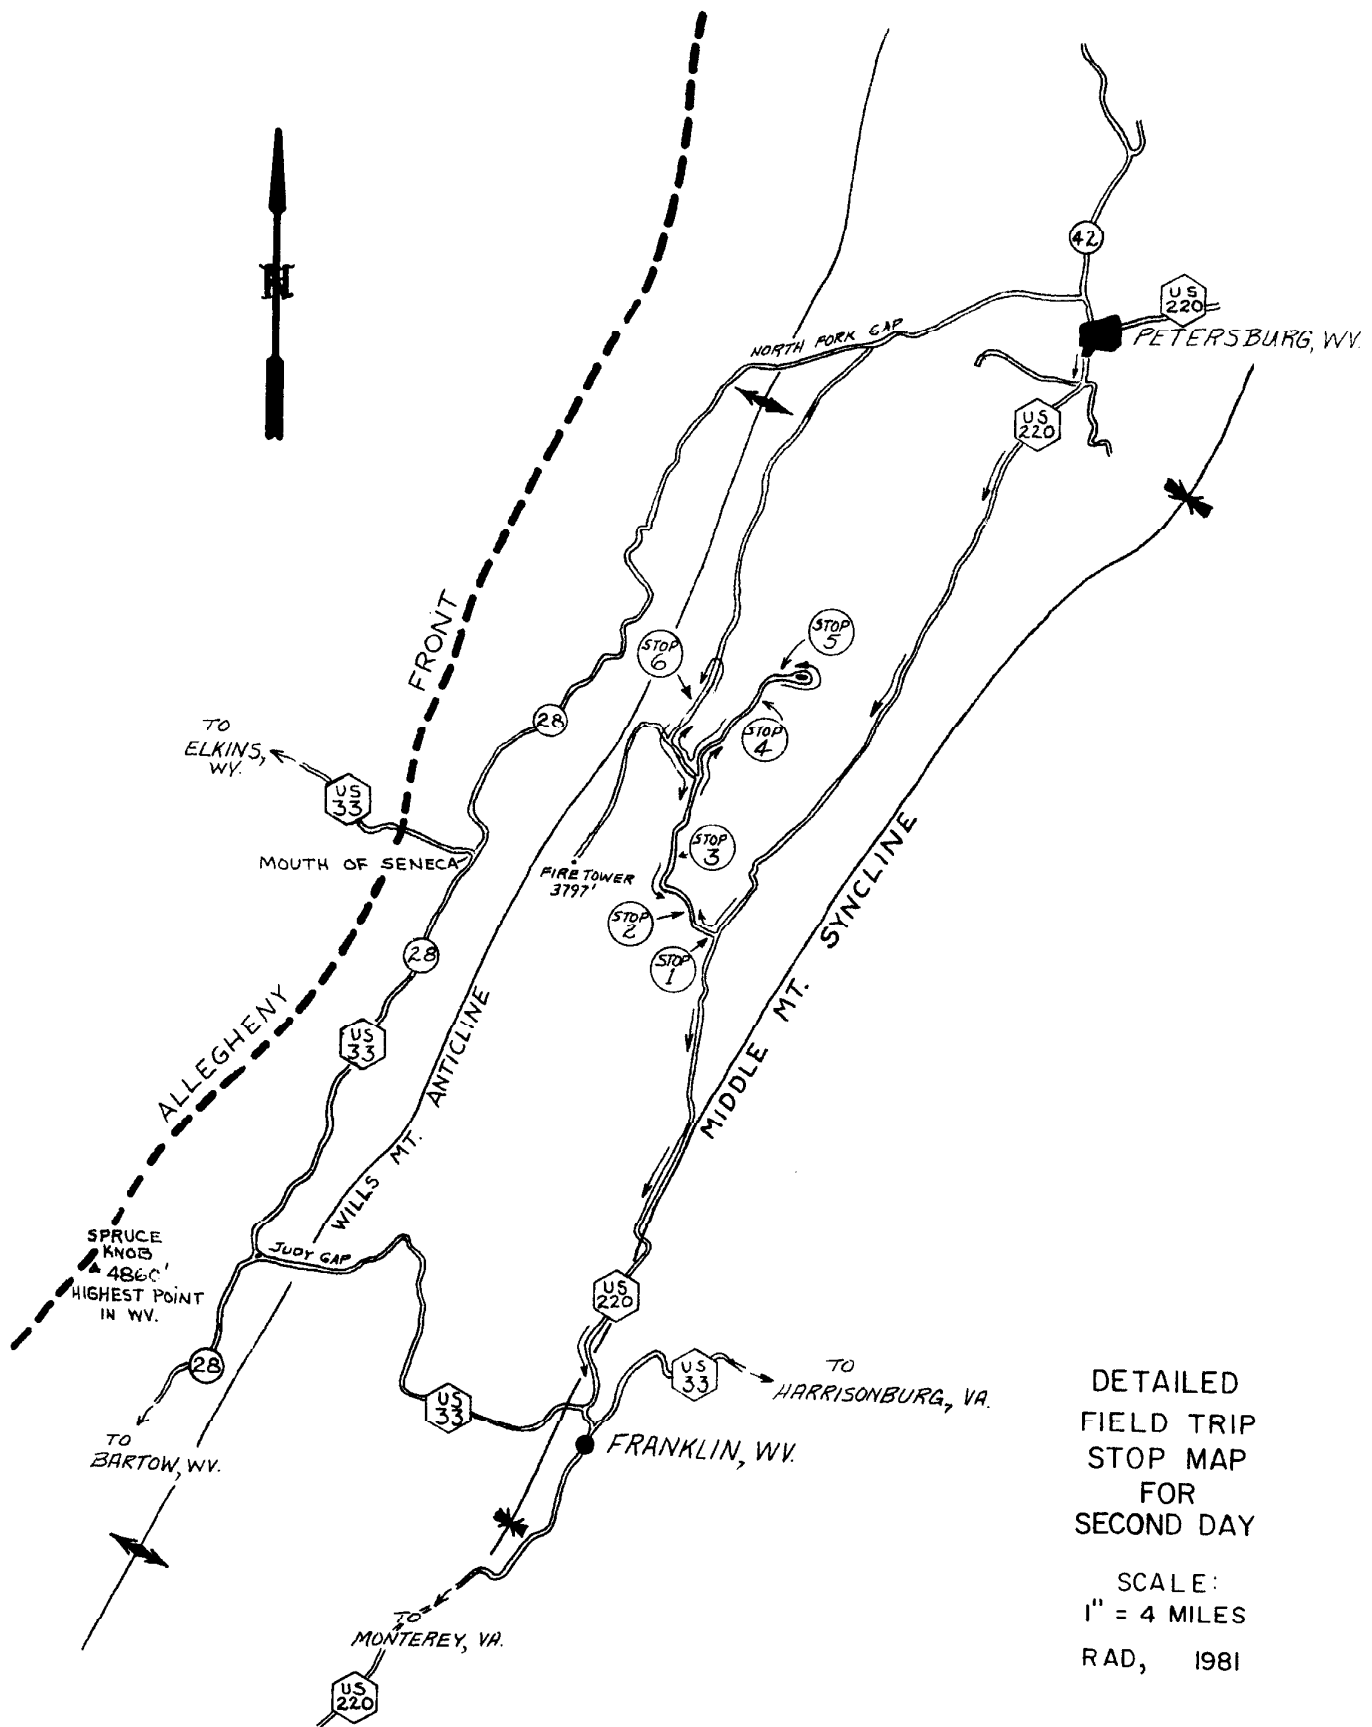 N
42
US
220
PETERSBURG, WV.
NORTH FORK GAP
US
220
STOP
5
STOP
6
FRONT
28
STOP
4
TO
ELKINS,
WV.
US
33
STOP
3
MOUTH OF SENECA
FIRE TOWER
3797'
STOP
2
STOP
1
28
MIDDLE MT. SYNCLINE
US
33
ALLEGHENY
WILLS MT. ANTICLINE
SPRUCE
KNOB
4860'
HIGHEST POINT
IN WV.
JUDY GAP
US
220
28
US
33
US
33
TO
HARRISONBURG, VA.
TO
BARTOW, WV.
FRANKLIN, WV.
TO
MONTEREY, VA.
US
220
DETAILED
FIELD TRIP
STOP MAP
FOR
SECOND DAY
SCALE:
1" = 4 MILES
RAD, 1981